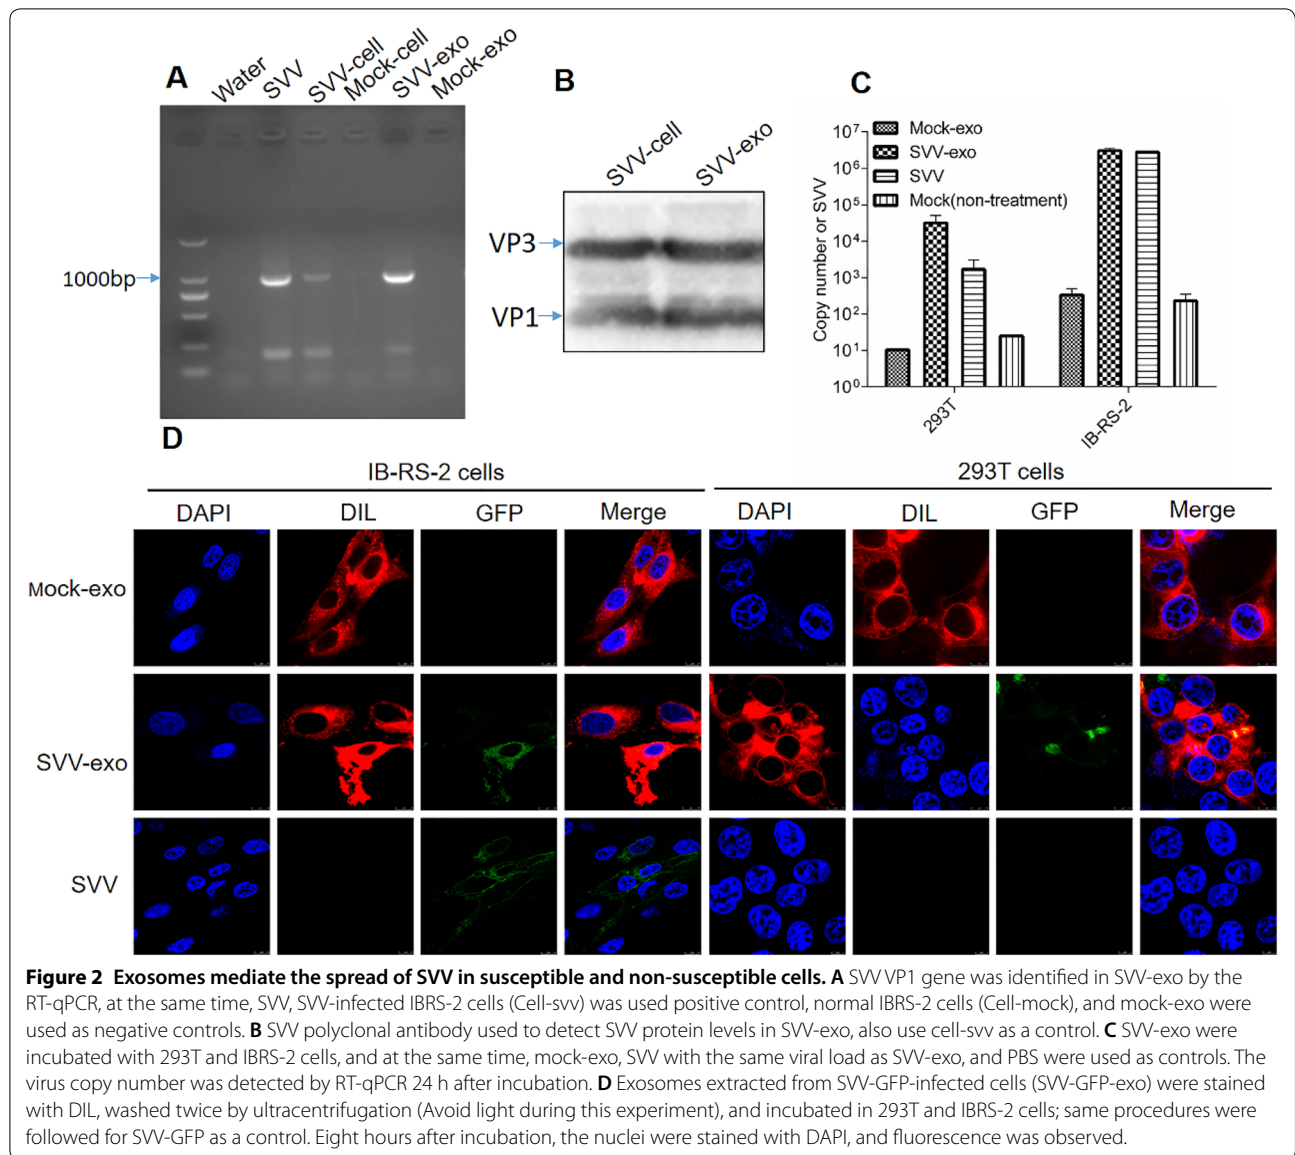 A
Water
SVV
SVV-cell
Mock-cell
SVV-exo
Mock-exo
1000bp
B
SVV-cell
SVV-exo
VP3
VP1
C
Copy number or SVV
10⁷
10⁶
10⁵
10⁴
10³
10²
10¹
10⁰
Mock-exo
SVV-exo
SVV
Mock(non-treatment)
293T
IB-RS-2
D
IB-RS-2 cells
293T cells
DAPI DIL GFP Merge DAPI DIL GFP Merge
Mock-exo
SVV-exo
SVV
Figure 2 Exosomes mediate the spread of SVV in susceptible and non-susceptible cells. A SVV VP1 gene was identified in SVV-exo by the
RT-qPCR, at the same time, SVV, SVV-infected IBRS-2 cells (Cell-svv) was used positive control, normal IBRS-2 cells (Cell-mock), and mock-exo were
used as negative controls. B SVV polyclonal antibody used to detect SVV protein levels in SVV-exo, also use cell-svv as a control. C SVV-exo were
incubated with 293T and IBRS-2 cells, and at the same time, mock-exo, SVV with the same viral load as SVV-exo, and PBS were used as controls. The
virus copy number was detected by RT-qPCR 24 h after incubation. D Exosomes extracted from SVV-GFP-infected cells (SVV-GFP-exo) were stained
with DIL, washed twice by ultracentrifugation (Avoid light during this experiment), and incubated in 293T and IBRS-2 cells; same procedures were
followed for SVV-GFP as a control. Eight hours after incubation, the nuclei were stained with DAPI, and fluorescence was observed.